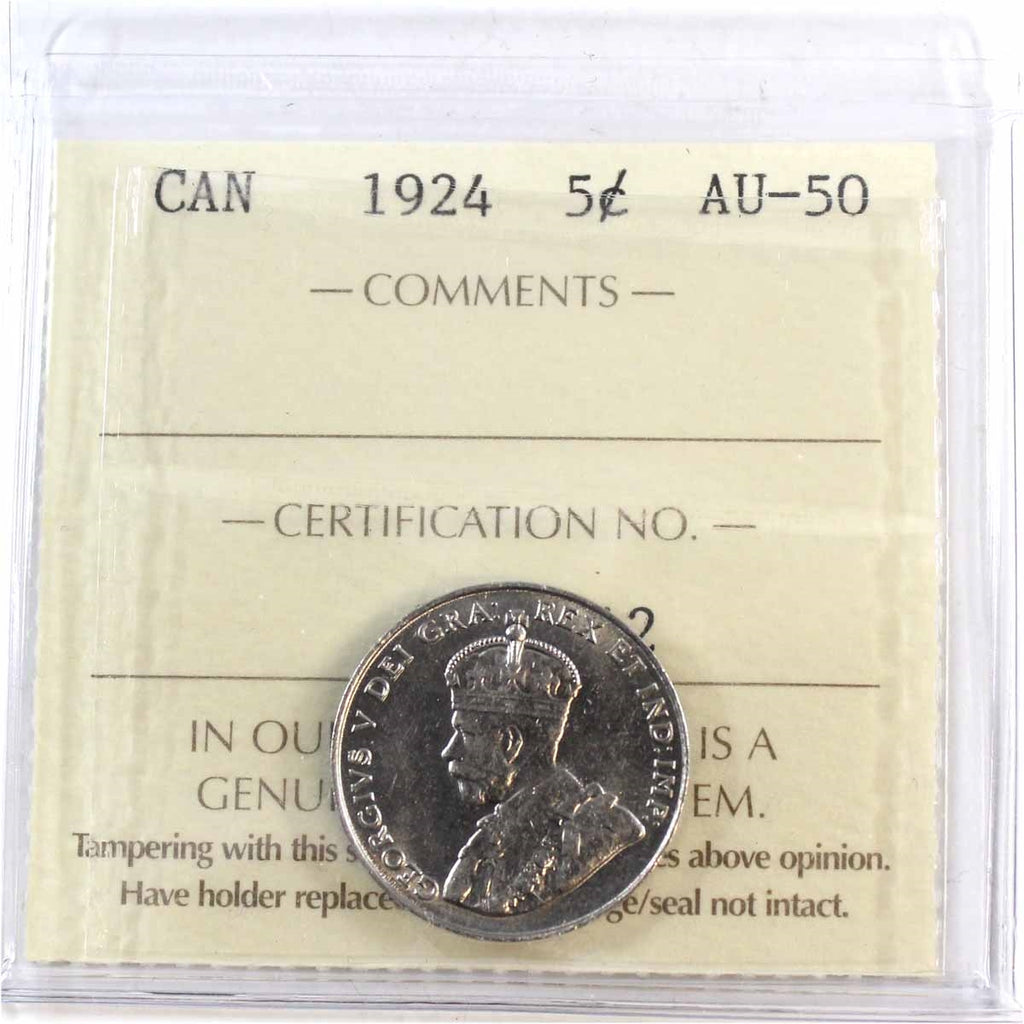 CAN 1924 5¢ AU-50
— COMMENTS —
— CERTIFICATION NO. —
2
GEORGIVS V DEI GRA: REX ET IND: IMP:
IN OU IS A
GENUI EM.
Tampering with this s es above opinion.
Have holder replace ge/seal not intact.